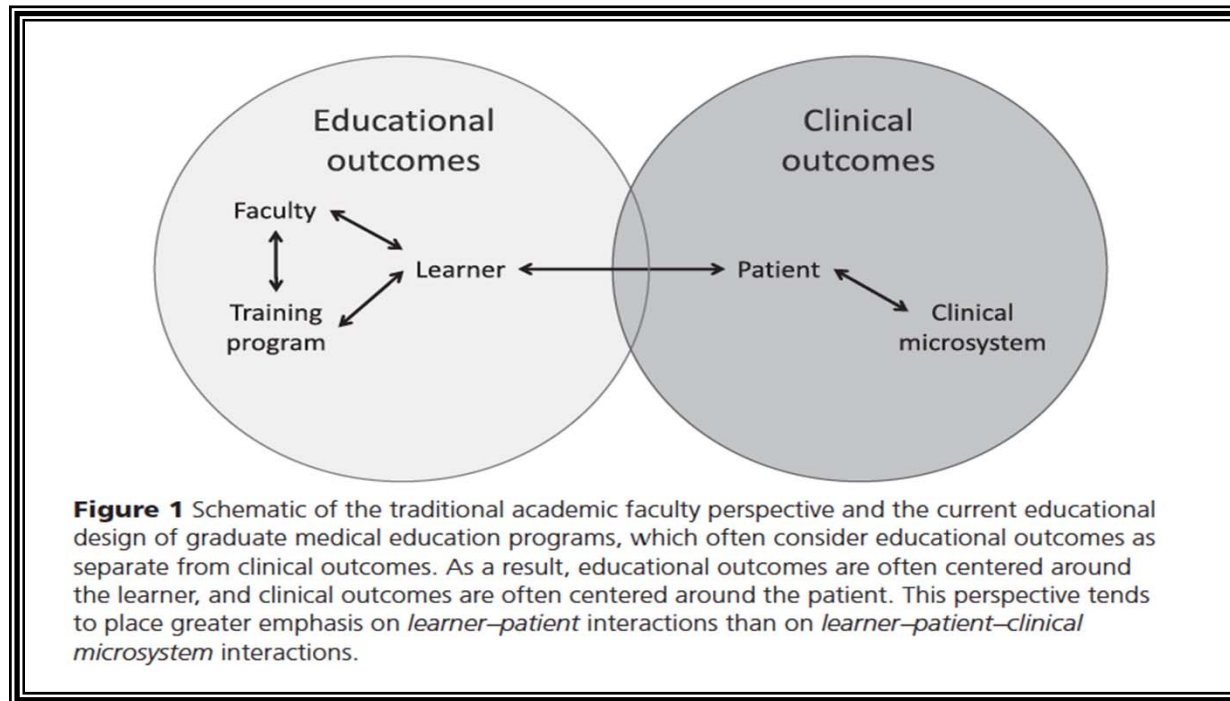 Educational
outcomes
Clinical
outcomes
Faculty
Learner
Training
program
Patient
Clinical
microsystem
Figure 1 Schematic of the traditional academic faculty perspective and the current educational
design of graduate medical education programs, which often consider educational outcomes as
separate from clinical outcomes. As a result, educational outcomes are often centered around
the learner, and clinical outcomes are often centered around the patient. This perspective tends
to place greater emphasis on learner–patient interactions than on learner–patient–clinical
microsystem interactions.